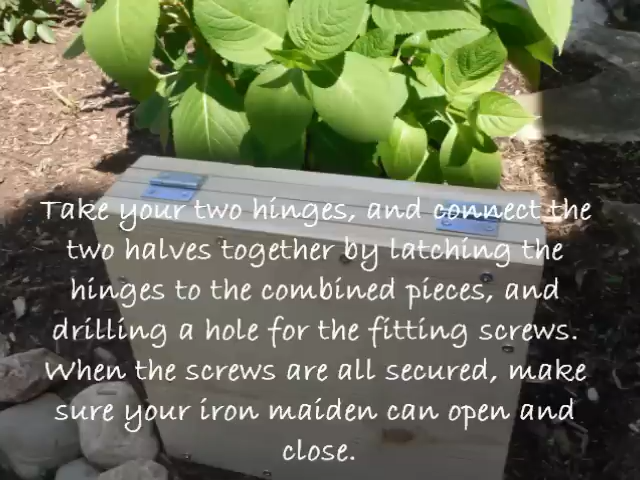 Take your two hinges, and connect the
two halves together by latching the
hinges to the combined pieces, and
drilling a hole for the fitting screws.
When the screws are all secured, make
sure your iron maiden can open and
close.